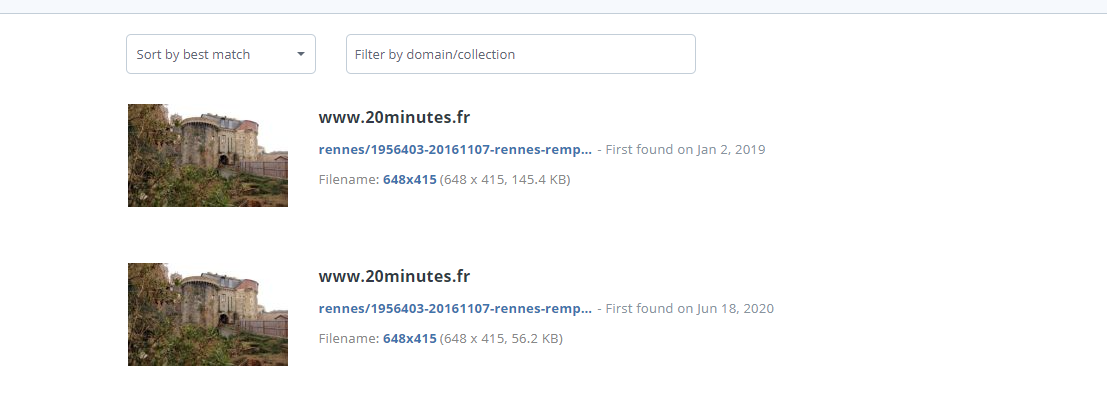 Sort by best match
Filter by domain/collection
www.20minutes.fr
rennes/1956403-20161107-rennes-remp... - First found on Jan 2, 2019
Filename: 648x415 (648 x 415, 145.4 KB)
www.20minutes.fr
rennes/1956403-20161107-rennes-remp... - First found on Jun 18, 2020
Filename: 648x415 (648 x 415, 56.2 KB)